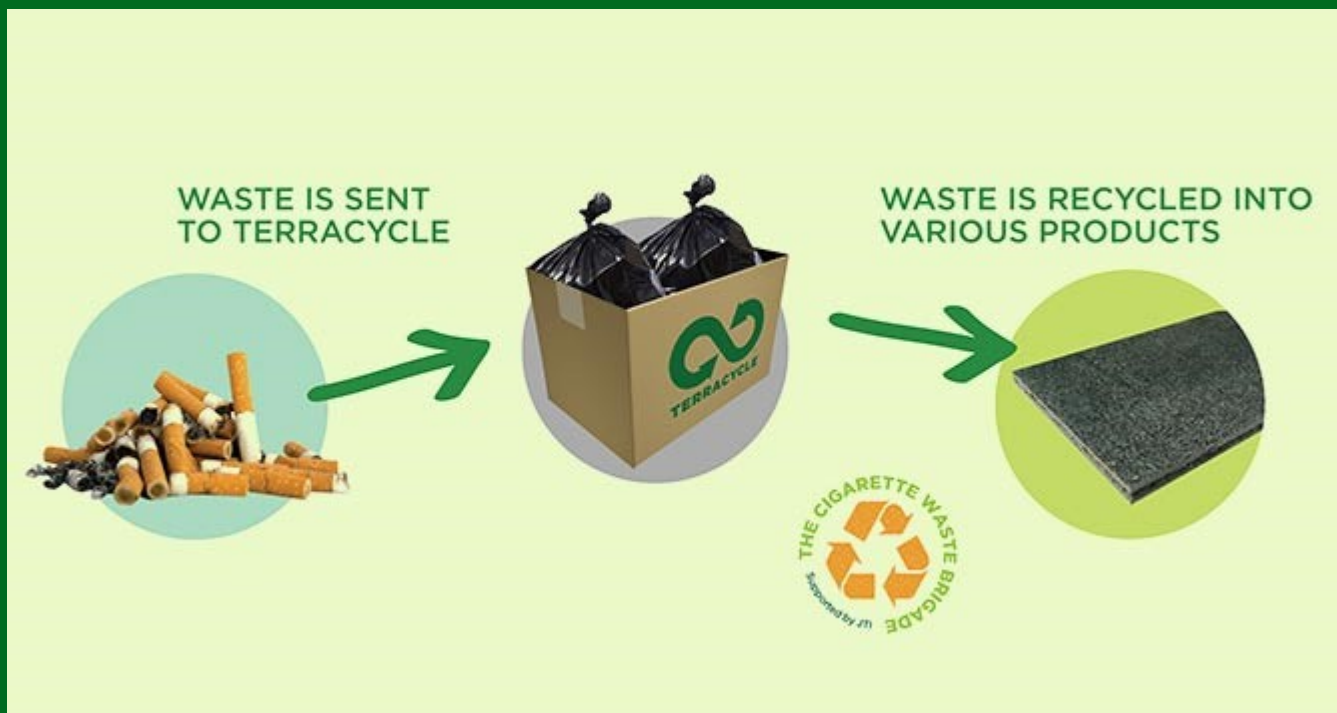 WASTE IS SENT
TO TERRACYCLE
TERRACYCLE
WASTE IS RECYCLED INTO
VARIOUS PRODUCTS
THE CIGARETTE WASTE BRIGADE
Supported by JTI